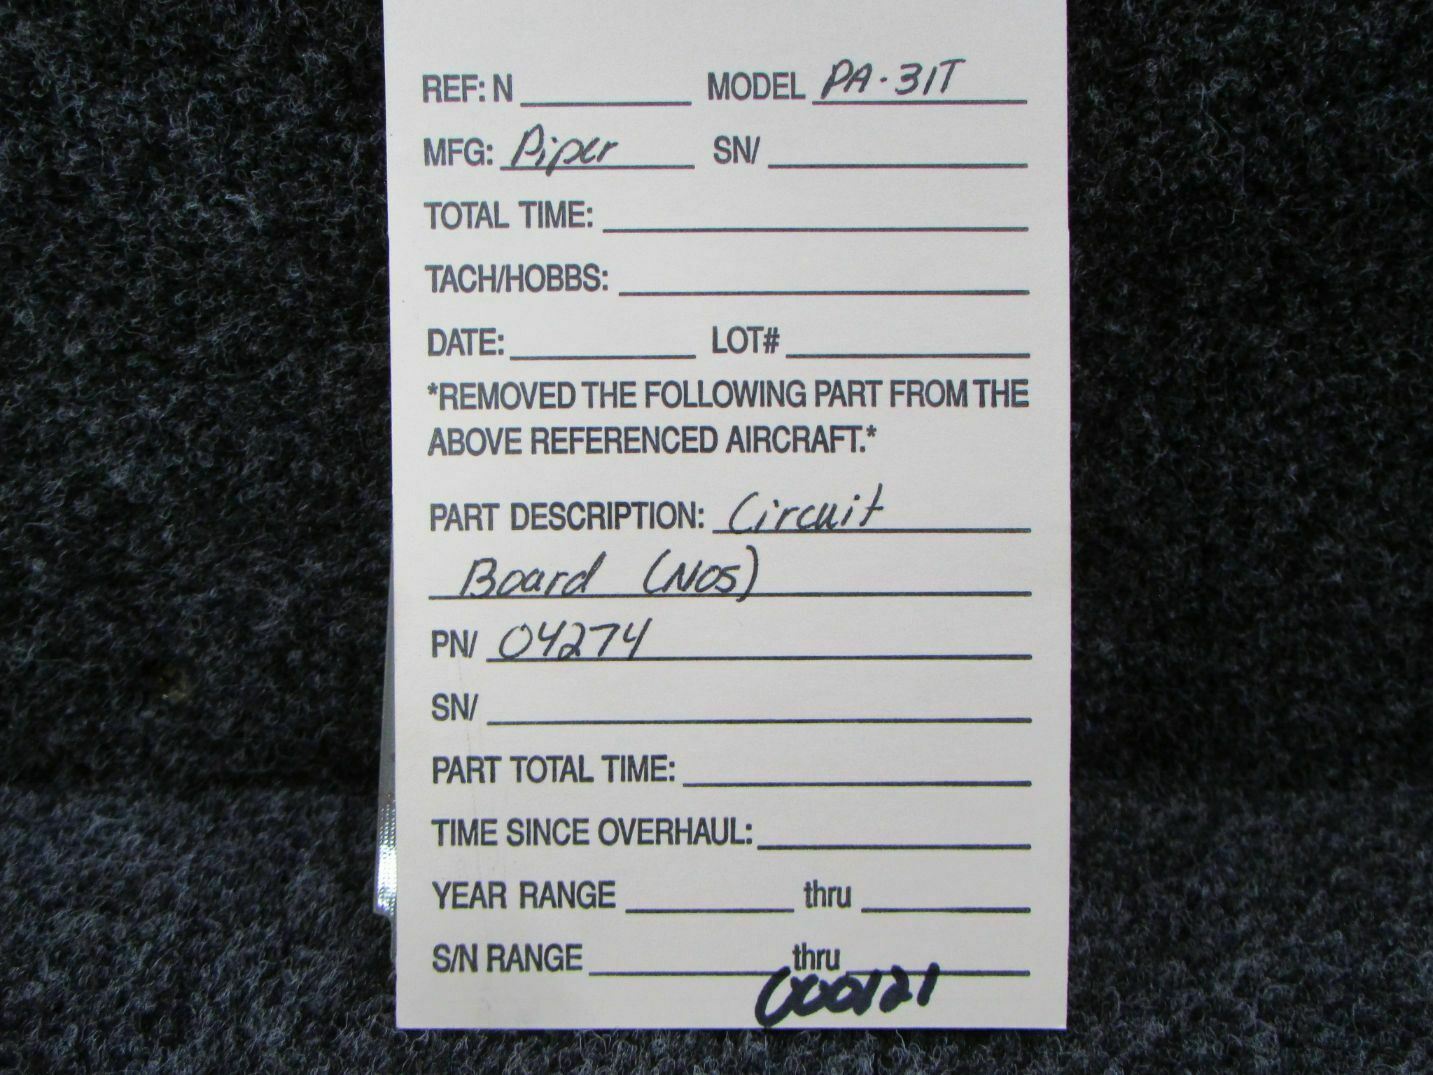 REF: N MODEL PA-31T
MFG: Piper SN/
TOTAL TIME:
TACH/HOBBS:
DATE: LOT#
*REMOVED THE FOLLOWING PART FROM THE
ABOVE REFERENCED AIRCRAFT.*
PART DESCRIPTION: Circuit
Board (NOS)
PN/ 04274
SN/
PART TOTAL TIME:
TIME SINCE OVERHAUL:
YEAR RANGE thru
S/N RANGE thru
000121